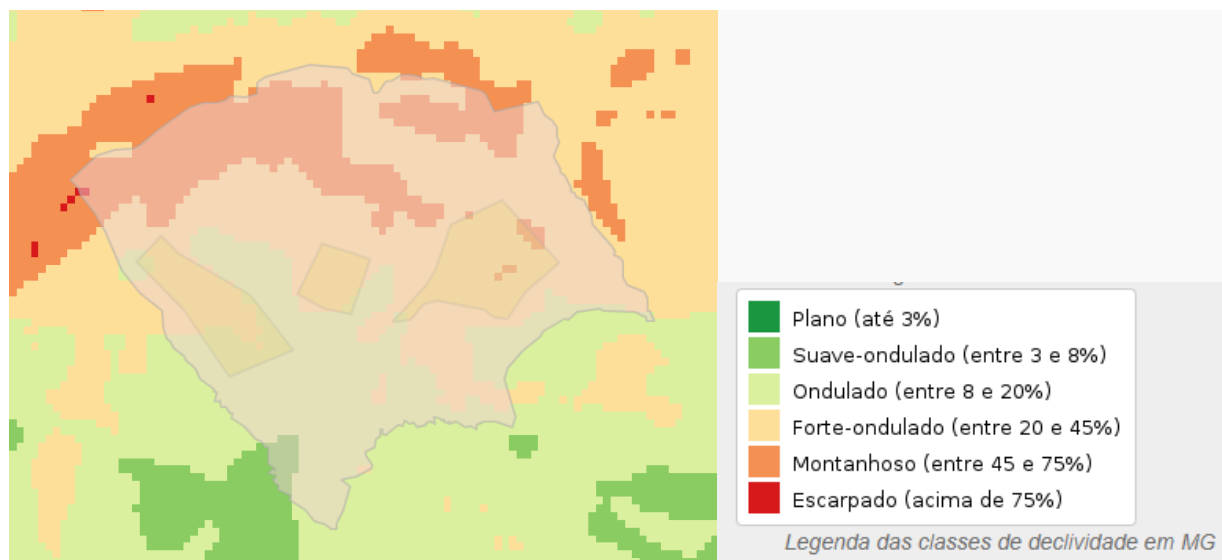 Plano (até 3%)
Suave-ondulado (entre 3 e 8%)
Ondulado (entre 8 e 20%)
Forte-ondulado (entre 20 e 45%)
Montanhoso (entre 45 e 75%)
Escarpado (acima de 75%)
Legenda das classes de declividade em MG